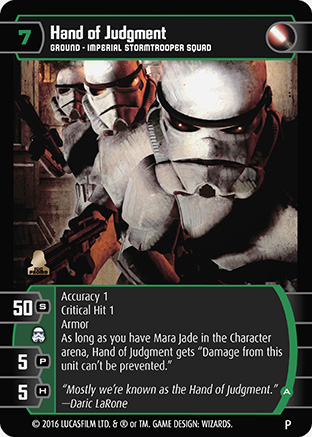 7
Hand of Judgment
GROUND - IMPERIAL STORMTROOPER SQUAD
50 S
5 P
5 H
Accuracy 1
Critical Hit 1
Armor
As long as you have Mara Jade in the Character
arena, Hand of Judgment gets “Damage from this
unit can’t be prevented.”
“Mostly we’re known as the Hand of Judgment.”
—Daric LaRone
A
© 2016 LUCASFILM LTD. & ® or TM. GAME DESIGN: WIZARDS.
P